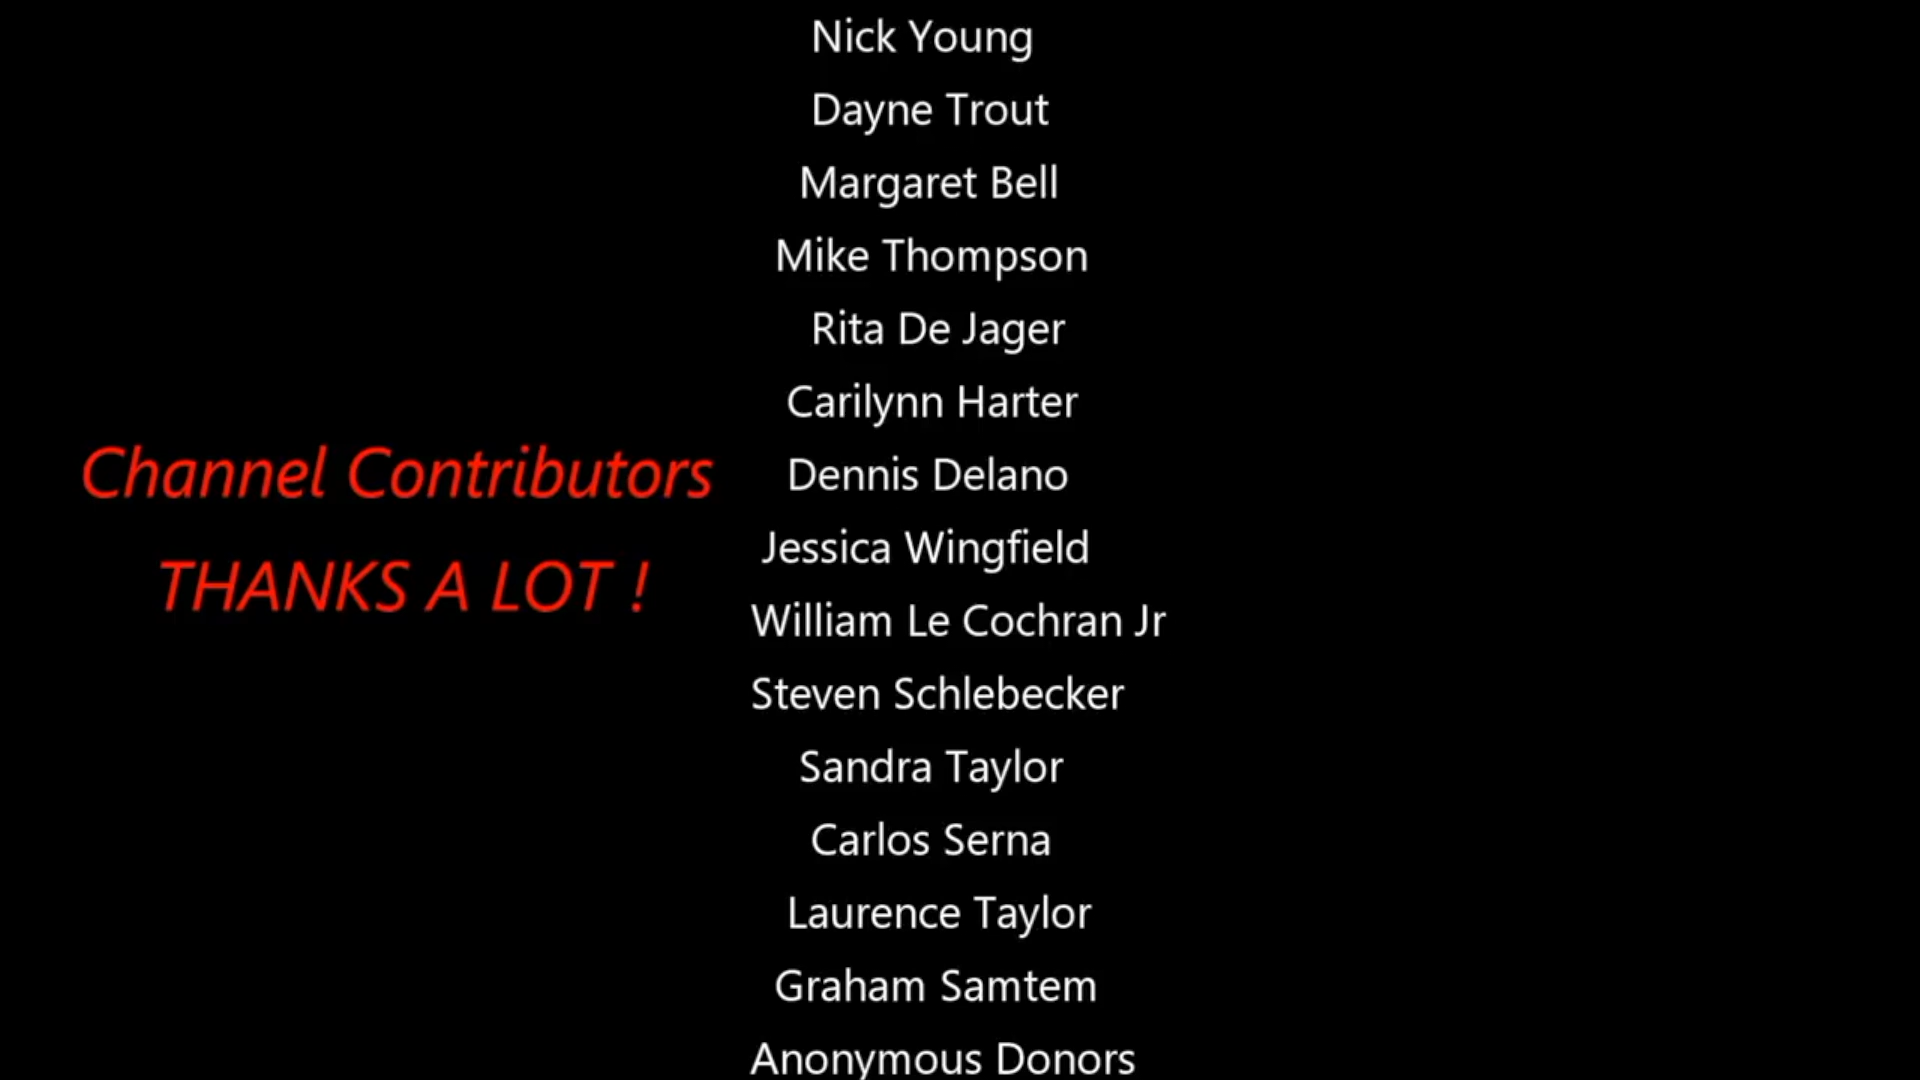 Channel Contributors
THANKS A LOT !
Nick Young
Dayne Trout
Margaret Bell
Mike Thompson
Rita De Jager
Carilynn Harter
Dennis Delano
Jessica Wingfield
William Le Cochran Jr
Steven Schlebecker
Sandra Taylor
Carlos Serna
Laurence Taylor
Graham Samtem
Anonymous Donors